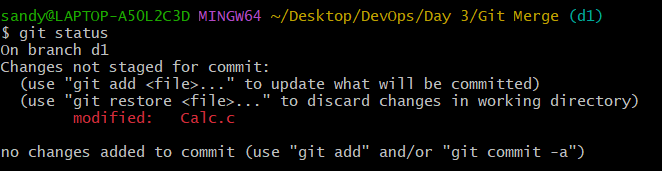 sandy@LAPTOP-A50L2C3D MINGW64 ~/Desktop/DevOps/Day 3/Git Merge (d1)
$ git status
On branch d1
Changes not staged for commit:
  (use "git add <file>..." to update what will be committed)
  (use "git restore <file>..." to discard changes in working directory)
        modified:   Calc.c

no changes added to commit (use "git add" and/or "git commit -a")